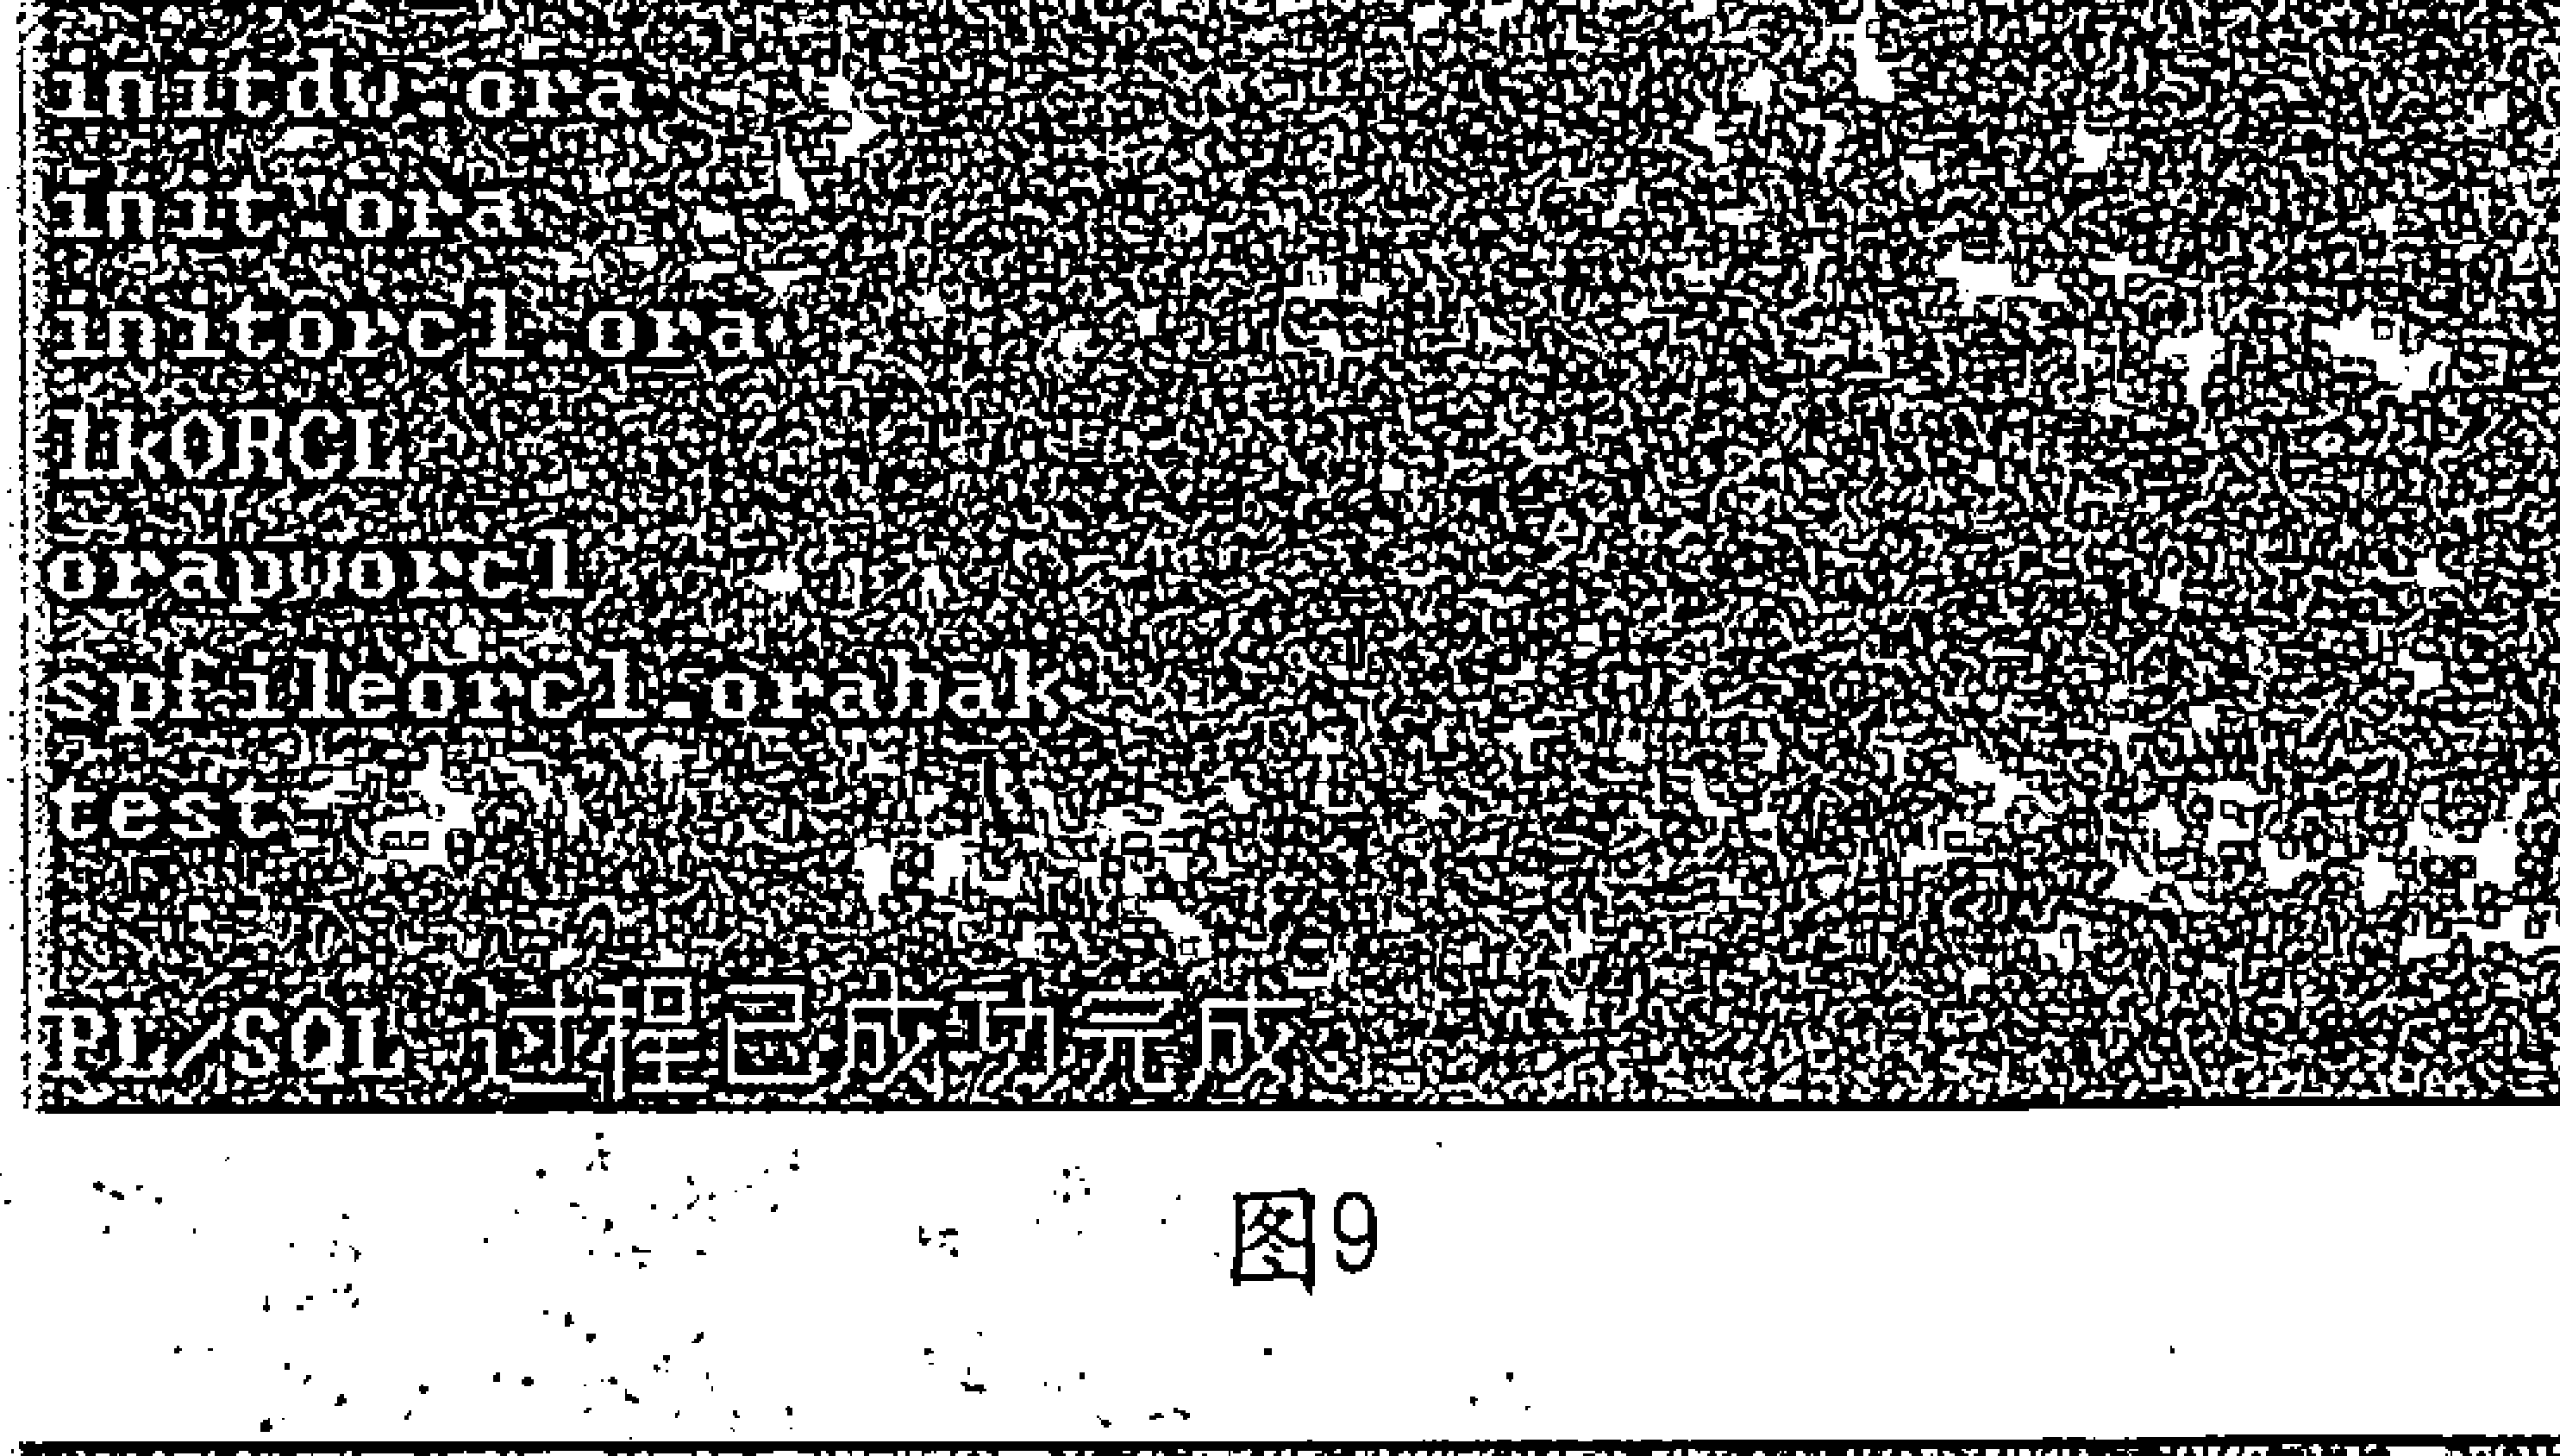 initdw.ora
init.ora
initorcl.ora
lkORCL
orapworcl
spfileorcl.orabak
test
PL/SQL 过程已成功完成
图9